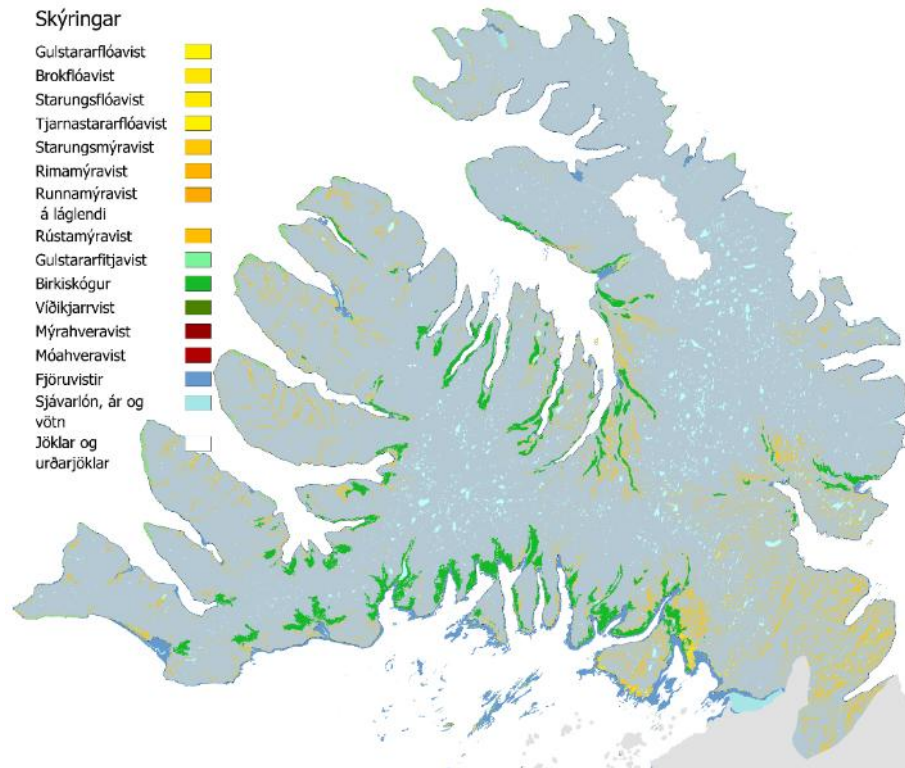 Skýringar
Gulstararflóavist
Brokflóavist
Starungsflóavist
Tjarnastararflóavist
Starungsmýravist
Rimamýravist
Runnamýravist
á láglendi
Rústamýravist
Gulstararfitjavist
Birkiskógur
Víðikjarrvist
Mýrahveravist
Móahveravist
Fjöruvistir
Sjávarlón, ár og
vötn
Jöklar og
urðarjöklar